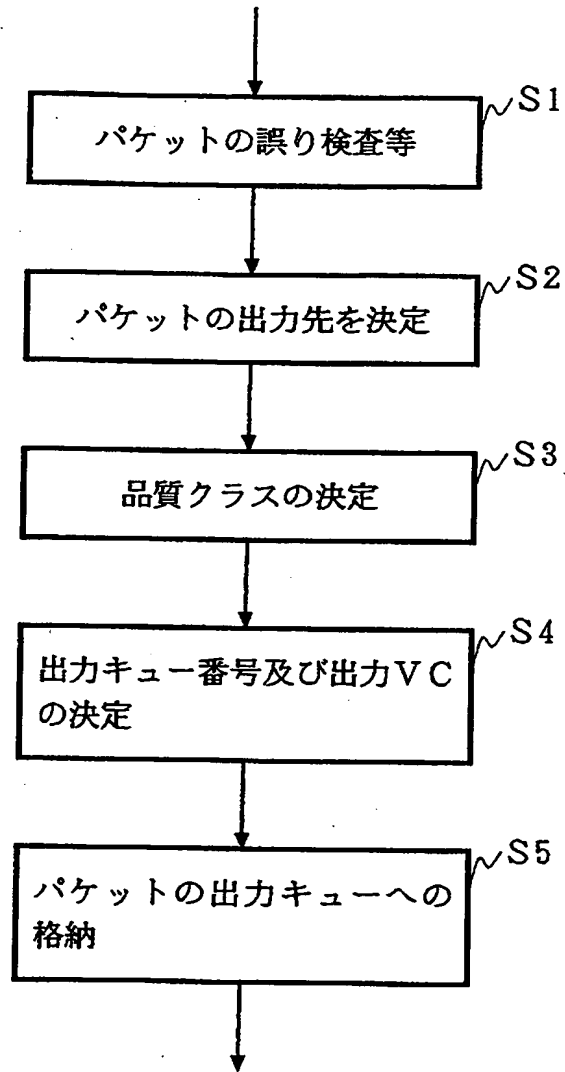 S1
パケットの誤り検査等
S2
パケットの出力先を決定
S3
品質クラスの決定
S4
出力キュー番号及び出力VC
の決定
S5
パケットの出力キューへの
格納